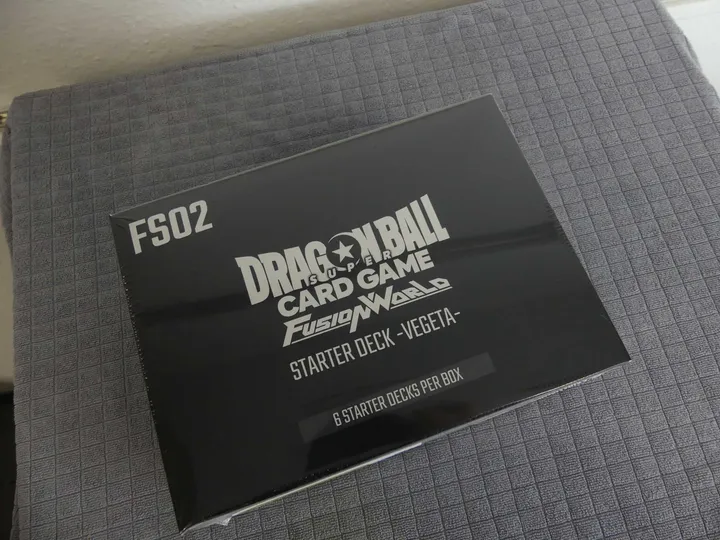 FS02
DRAGON BALL
SUPER
CARD GAME
FUSION WORLD
STARTER DECK -VEGETA-
6 STARTER DECKS PER BOX